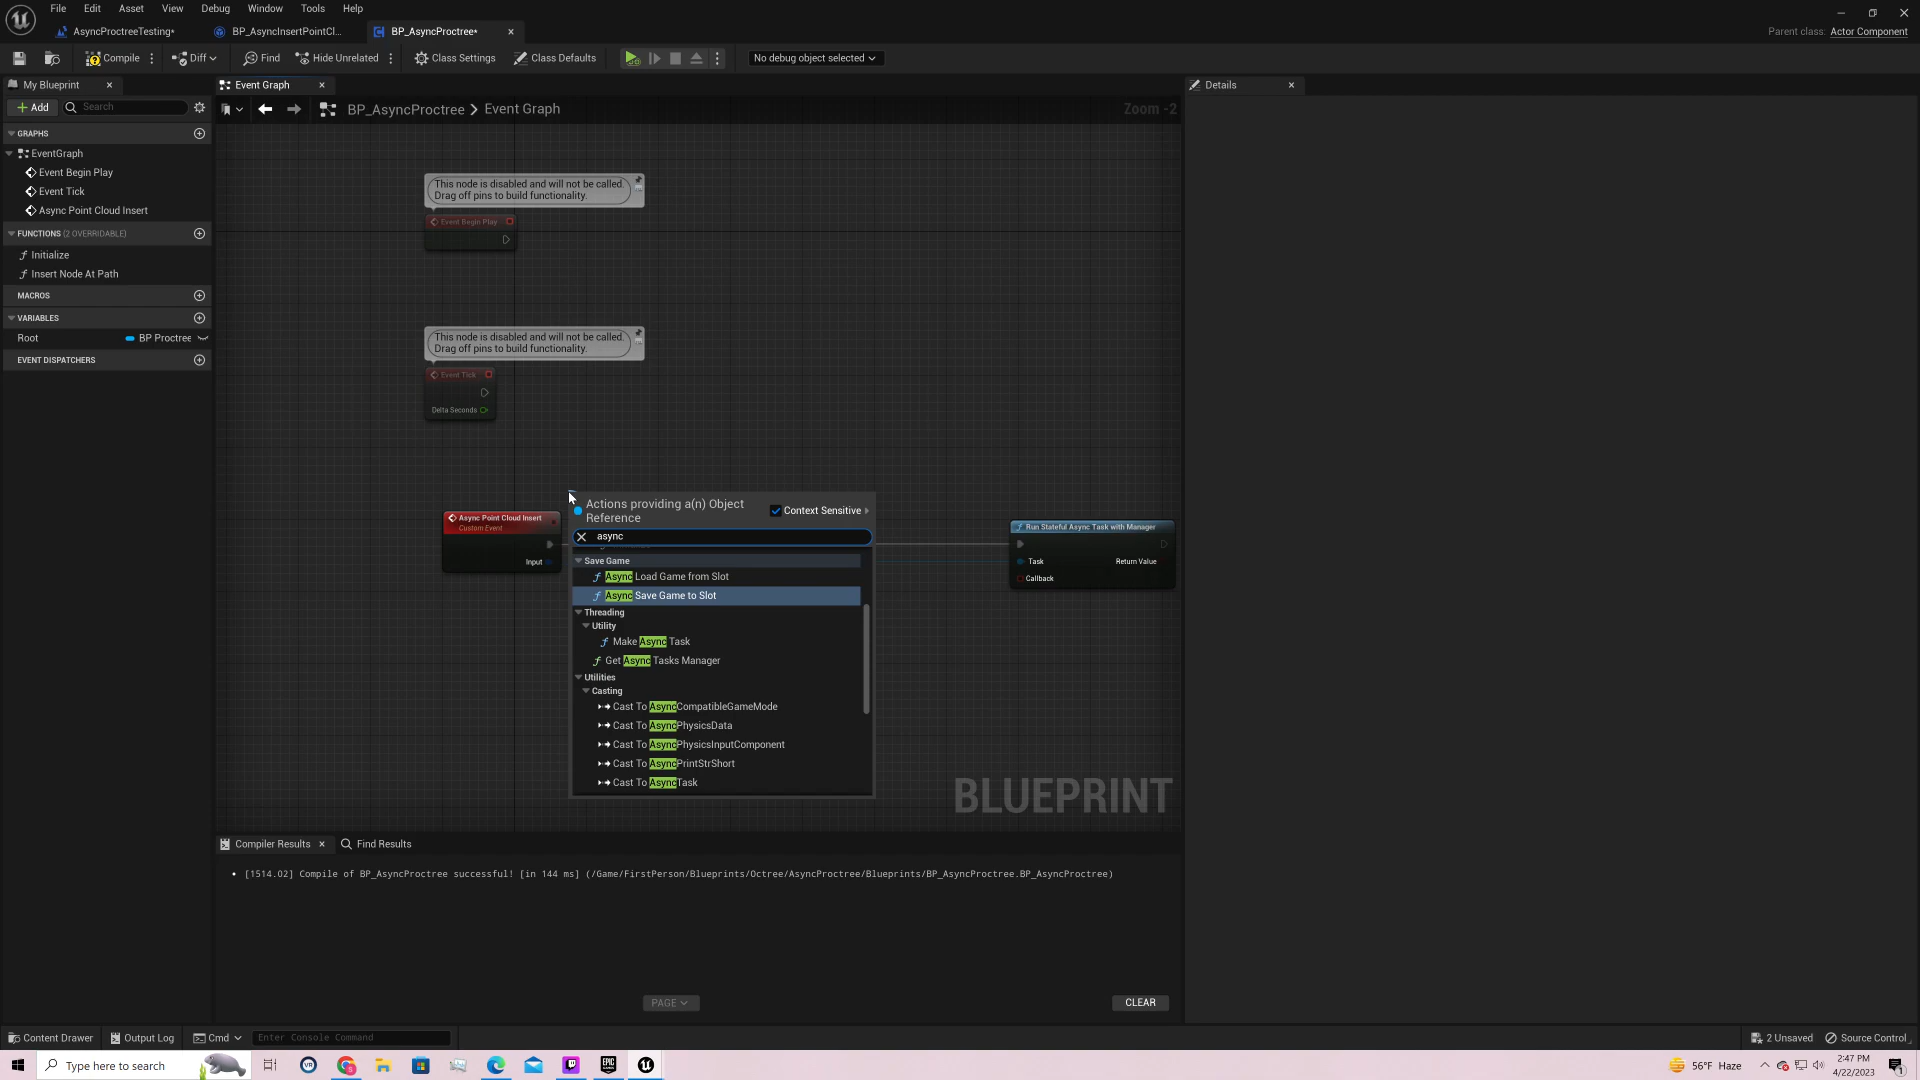 File Edit Asset View Debug Window Tools Help
AsyncProctreeTesting* BP_AsyncInsertPointCl... BP_AsyncProctree*
Parent class: Actor Component
Compile Diff Find Hide Unrelated Class Settings Class Defaults No debug object selected
My Blueprint
Event Graph
Details
Add Search
BP_AsyncProctree > Event Graph
Zoom -2
GRAPHS
EventGraph
Event Begin Play
Event Tick
Async Point Cloud Insert
FUNCTIONS (2 OVERRIDABLE)
Initialize
Insert Node At Path
MACROS
VARIABLES
Root BP Proctree
EVENT DISPATCHERS
This node is disabled and will not be called.
Drag off pins to build functionality.
Event Begin Play
This node is disabled and will not be called.
Drag off pins to build functionality.
Event Tick
Delta Seconds
Async Point Cloud Insert
Custom Event
Input
Actions providing a(n) Object
Reference
Context Sensitive
async
Save Game
Async Load Game from Slot
Async Save Game to Slot
Threading
Utility
Make Async Task
Get Async Tasks Manager
Utilities
Casting
Cast To AsyncCompatibleGameMode
Cast To AsyncPhysicsData
Cast To AsyncPhysicsInputComponent
Cast To AsyncPrintStrShort
Cast To AsyncTask
Run Stateful Async Task with Manager
Task Return Value
Callback
BLUEPRINT
Compiler Results Find Results
• [1514.02] Compile of BP_AsyncProctree successful! [in 144 ms] (/Game/FirstPerson/Blueprints/Octree/AsyncProctree/Blueprints/BP_AsyncProctree.BP_AsyncProctree)
PAGE
CLEAR
Content Drawer Output Log Cmd Enter Console Command
2 Unsaved Source Control
Type here to search
56°F Haze
2:47 PM
4/22/2023